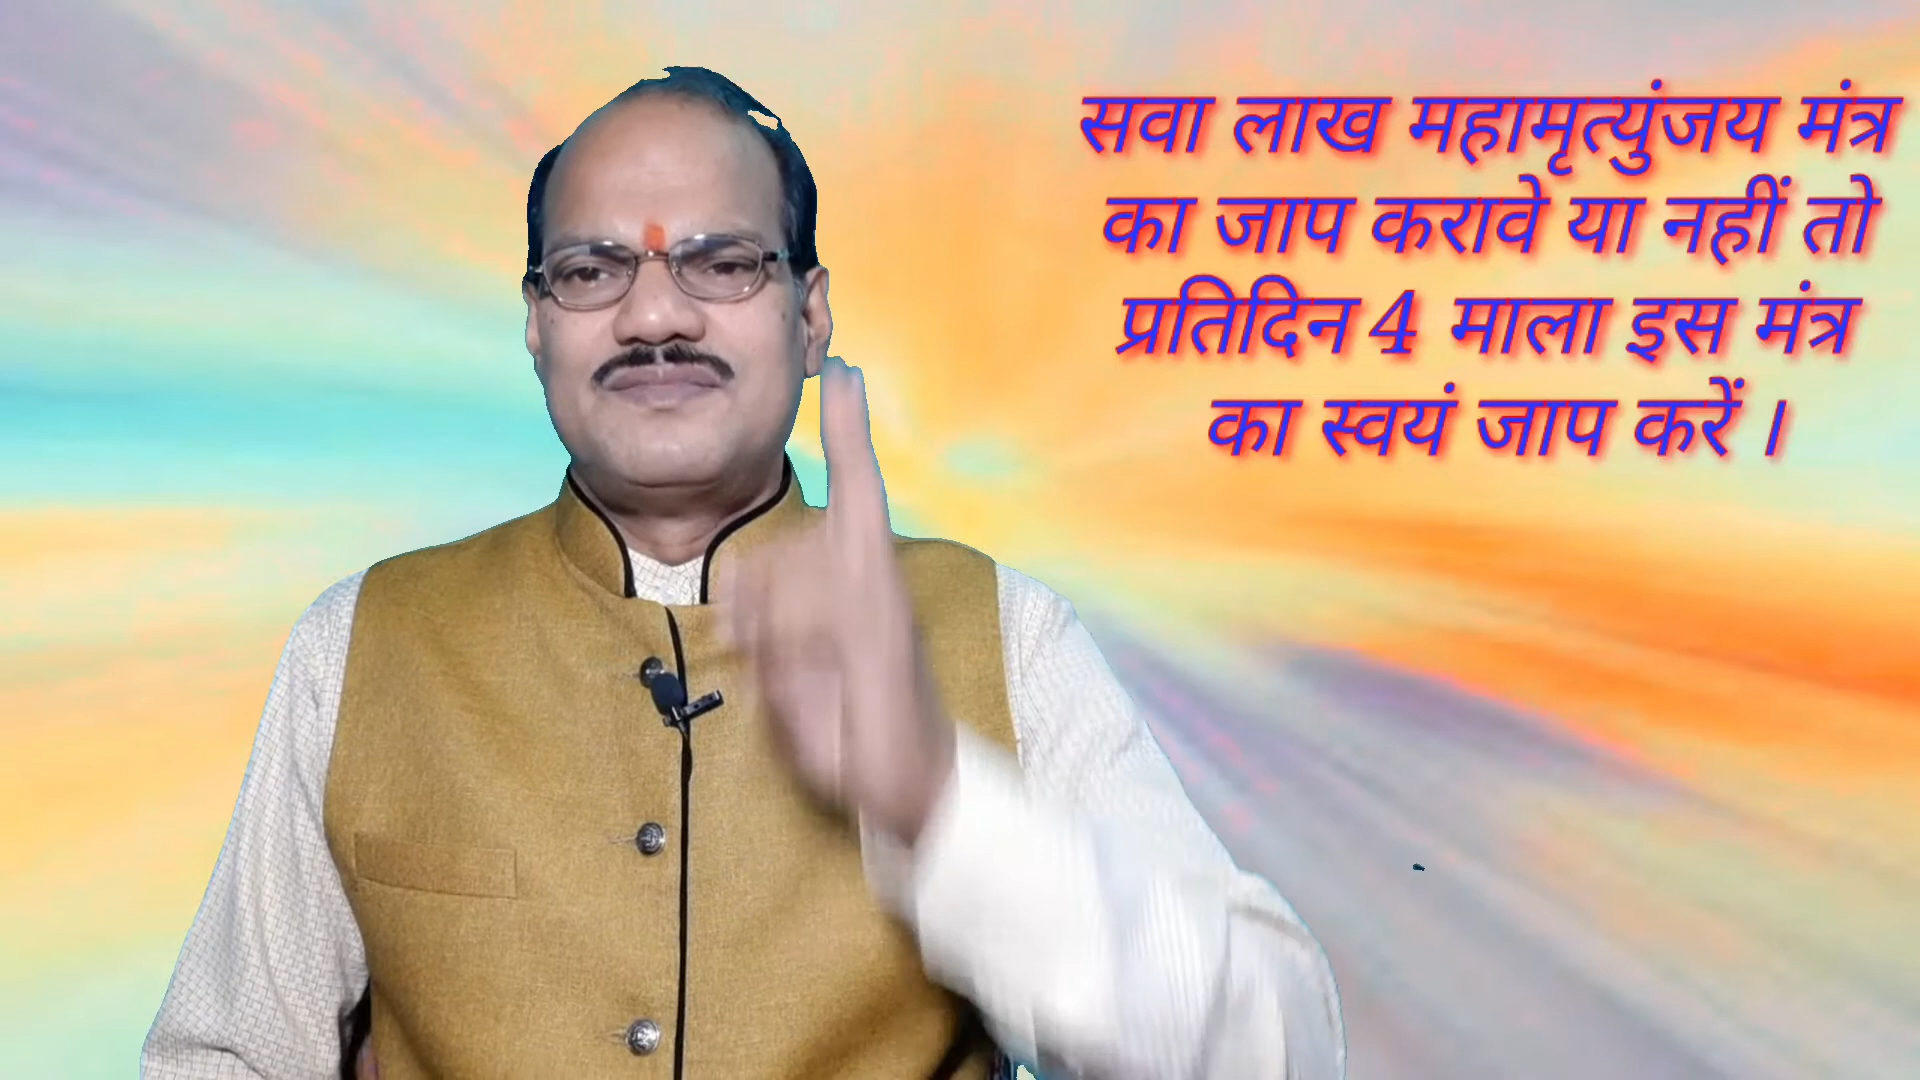 सवा लाख महामृत्युंजय मंत्र
का जाप करावे या नहीं तो
प्रतिदिन 4 माला इस मंत्र
का स्वयं जाप करें ।